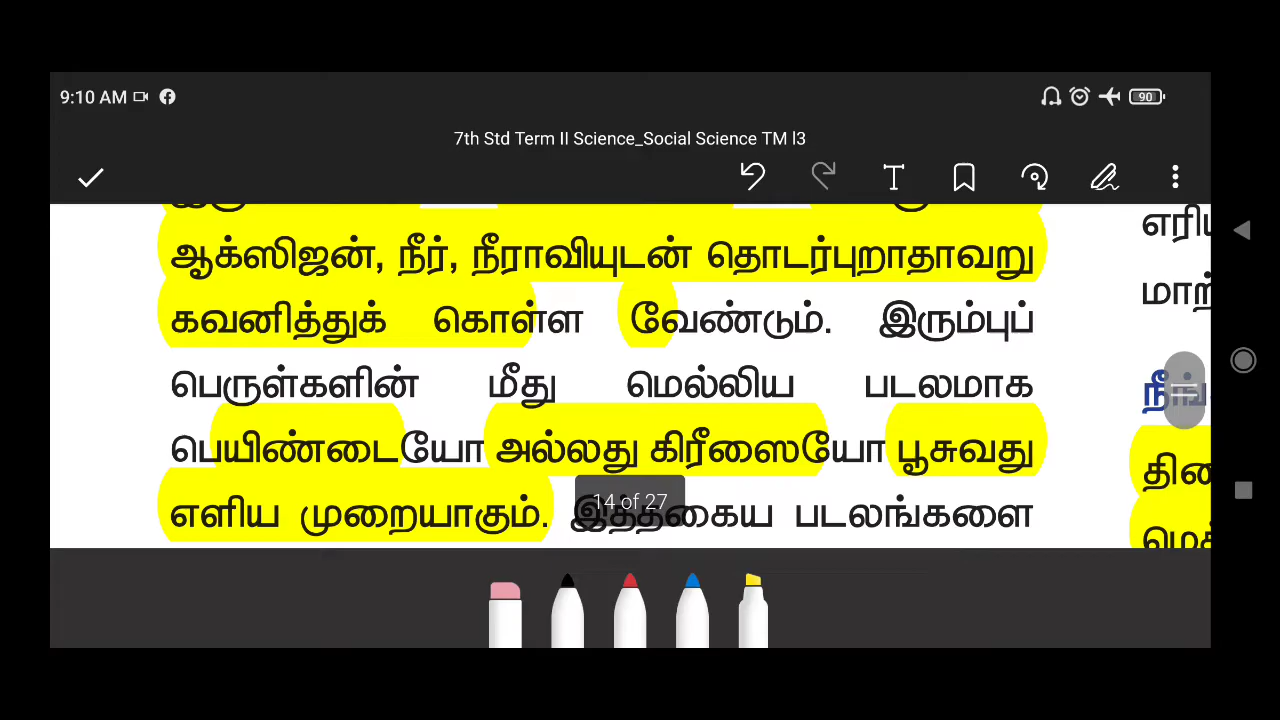 9:10 AM
90
7th Std Term II Science_Social Science TM l3
ஆக்ஸிஜன், நீர், நீராவியுடன் தொடர்புறாதாவறு
கவனித்துக் கொள்ள வேண்டும். இரும்புப்
பெருள்களின் மீது மெல்லிய படலமாக
பெயிண்டையோ அல்லது கிரீஸையோ பூசுவது
எளிய முறையாகும். இத்தகைய படலங்களை
14 of 27
எரிய
மாற்
நீங்